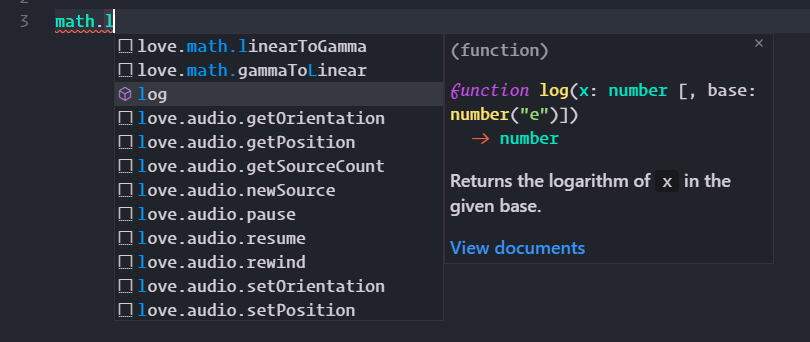 3 math.l
love.math.linearToGamma
love.math.gammaToLinear
log
love.audio.getOrientation
love.audio.getPosition
love.audio.getSourceCount
love.audio.newSource
love.audio.pause
love.audio.resume
love.audio.rewind
love.audio.setOrientation
love.audio.setPosition
(function)
function log(x: number [, base:
number("e")])
→ number
Returns the logarithm of x in the
given base.
View documents